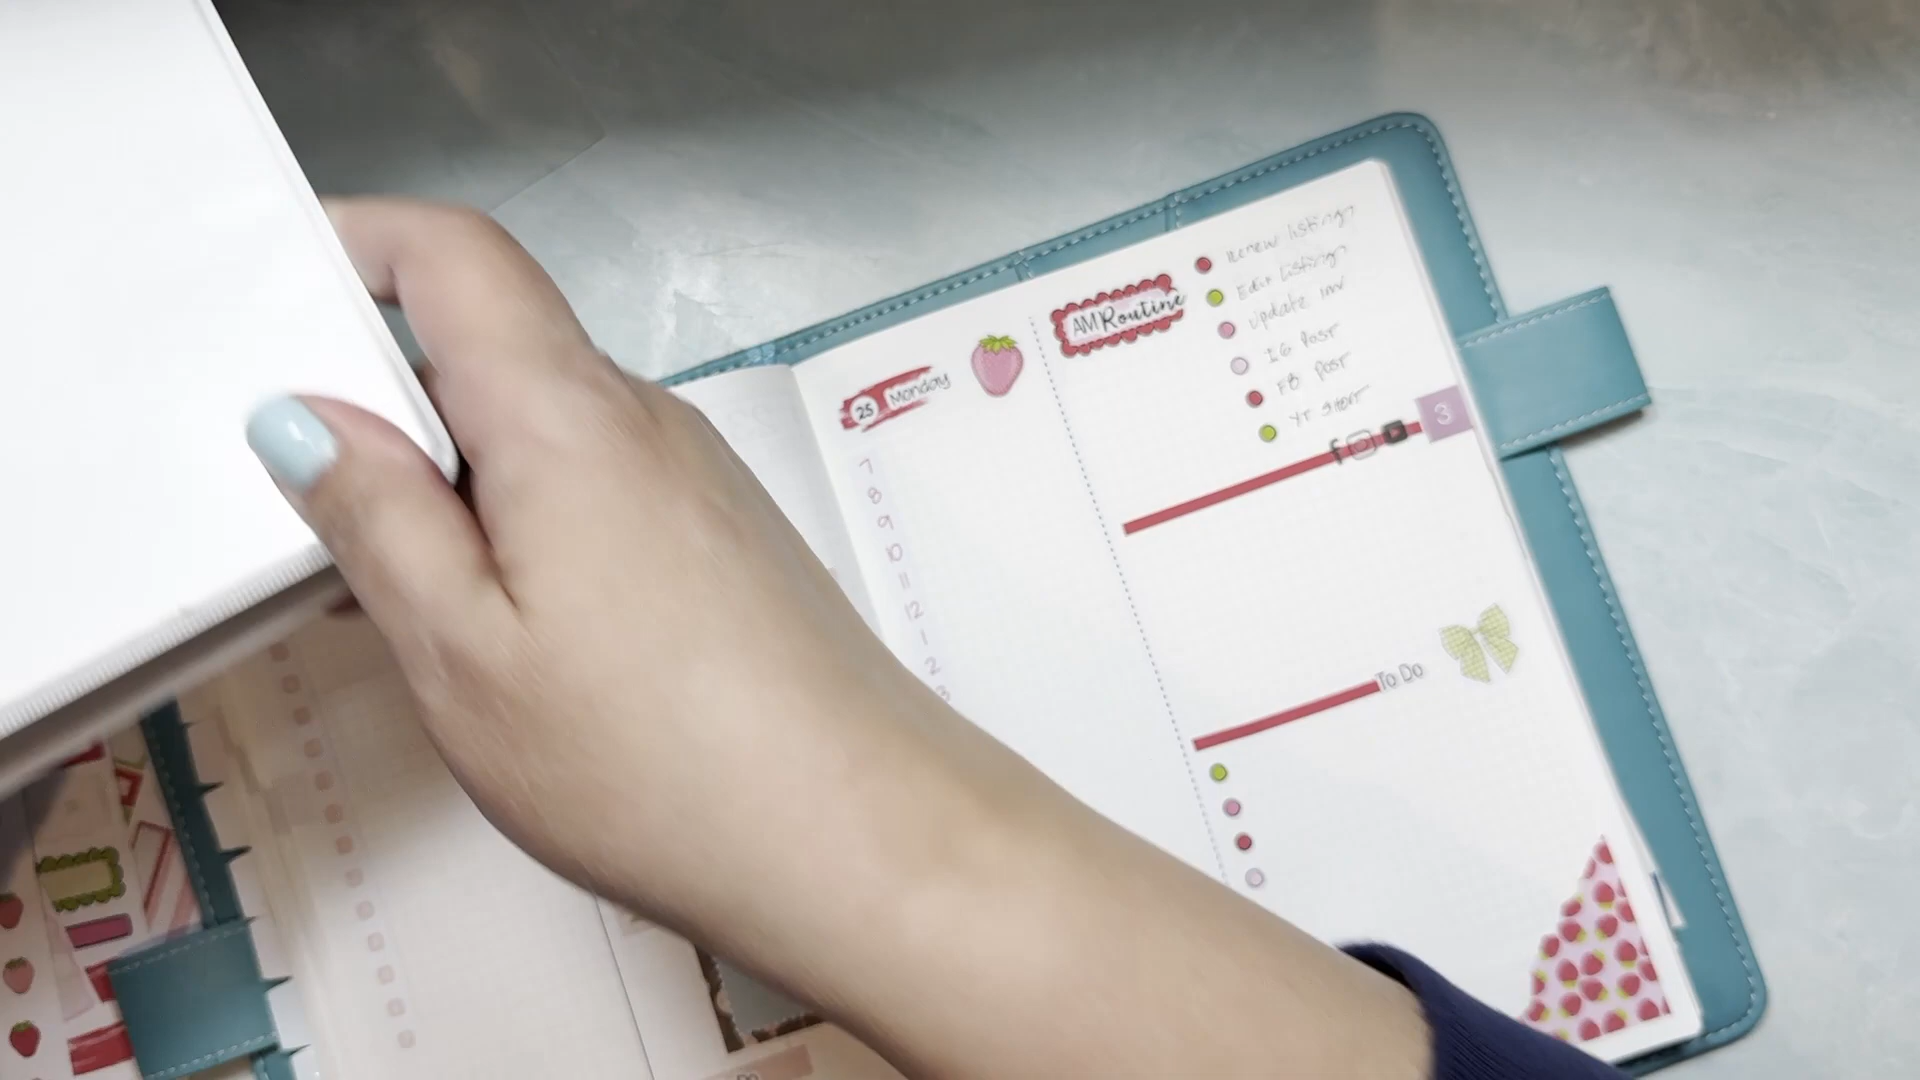 25 Monday
7
8
9
10
11
12
1
2
3
AM Routine
Renew listings
Edit Listings
Update inv
IG Post
FB Post
YT Short
3
To Do